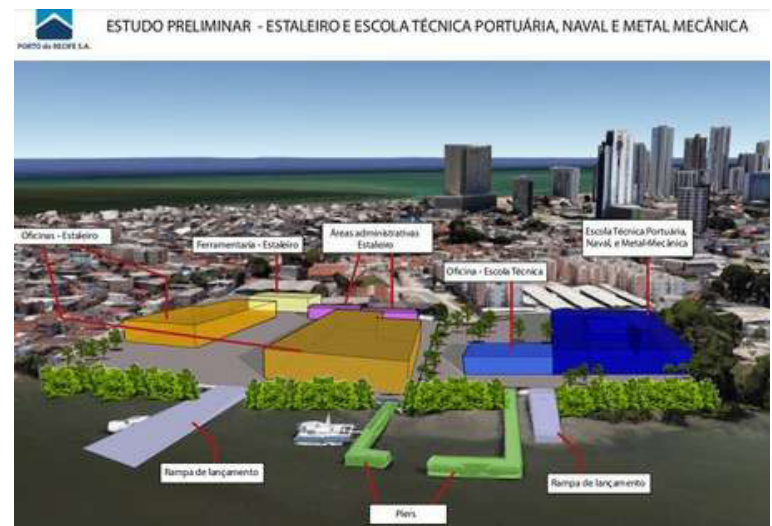 PORTO do RECIFE S.A.
ESTUDO PRELIMINAR - ESTALEIRO E ESCOLA TÉCNICA PORTUÁRIA, NAVAL E METAL MECÂNICA
Oficinas - Estaleiro
Ferramentaria - Estaleiro
Áreas administrativas
Estaleiro
Oficina - Escola Técnica
Escola Técnica Portuária,
Naval, e Metal-Mecânica
Rampa de lançamento
Piers
Rampa de lançamento